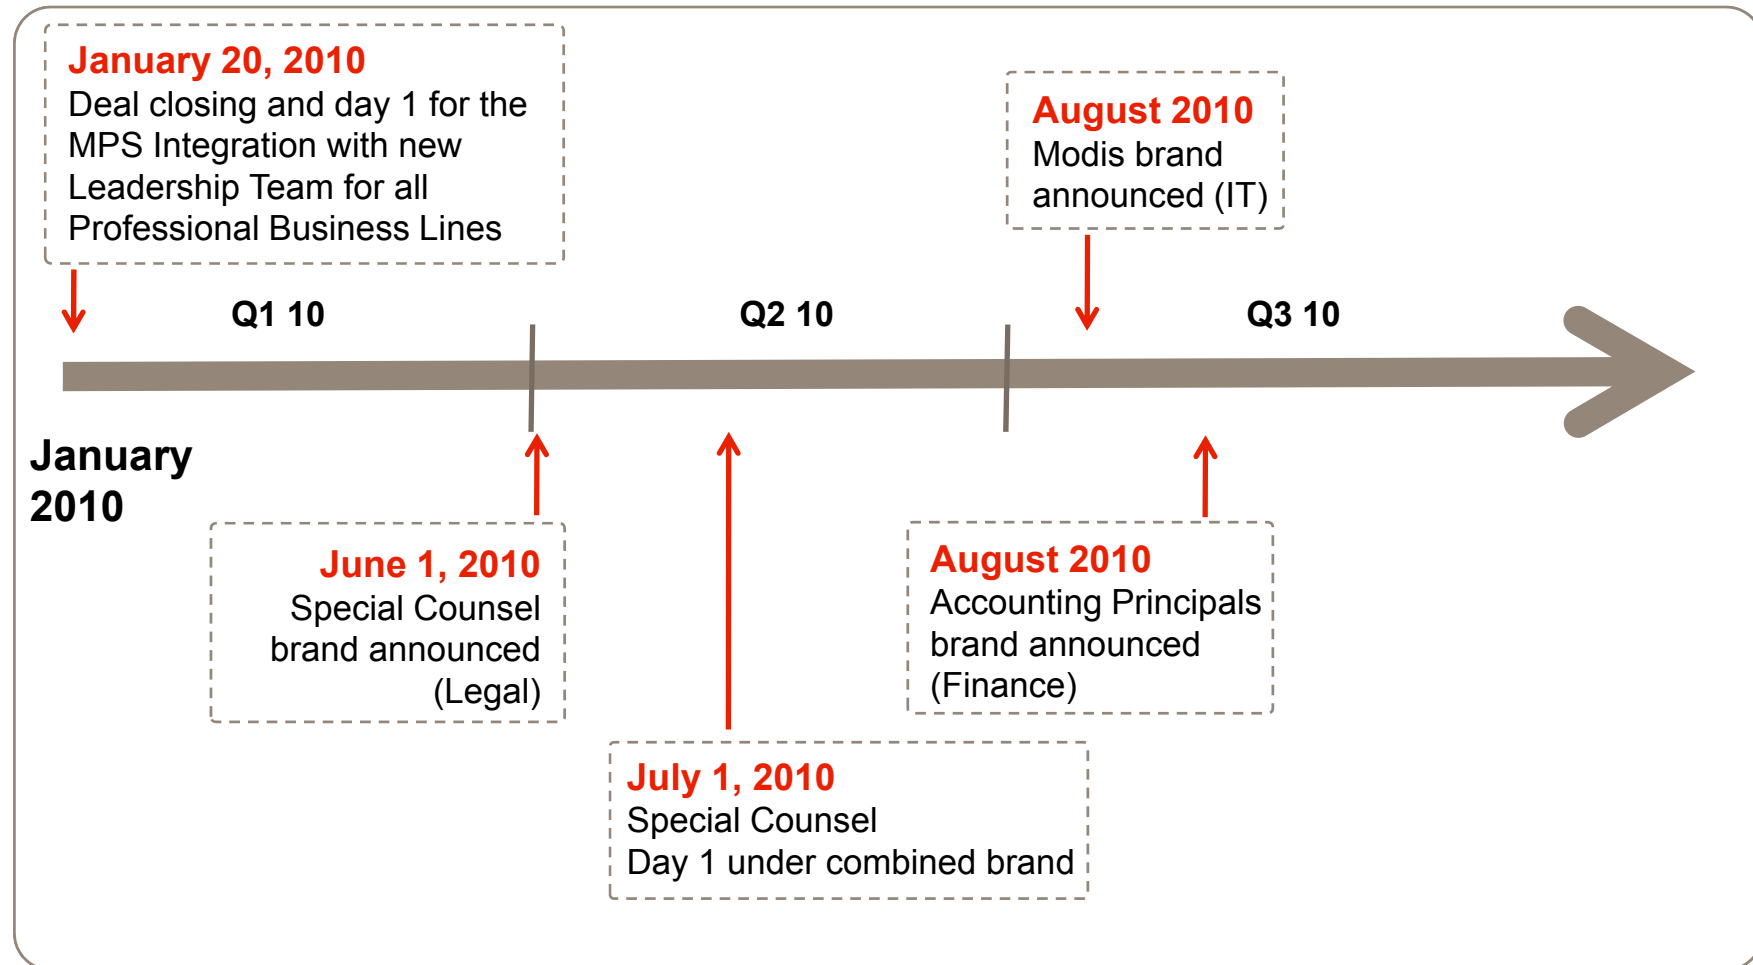 January 20, 2010
Deal closing and day 1 for the
MPS Integration with new
Leadership Team for all
Professional Business Lines
August 2010
Modis brand
announced (IT)
Q1 10
Q2 10
Q3 10
January
2010
June 1, 2010
Special Counsel
brand announced
(Legal)
July 1, 2010
Special Counsel
Day 1 under combined brand
August 2010
Accounting Principals
brand announced
(Finance)